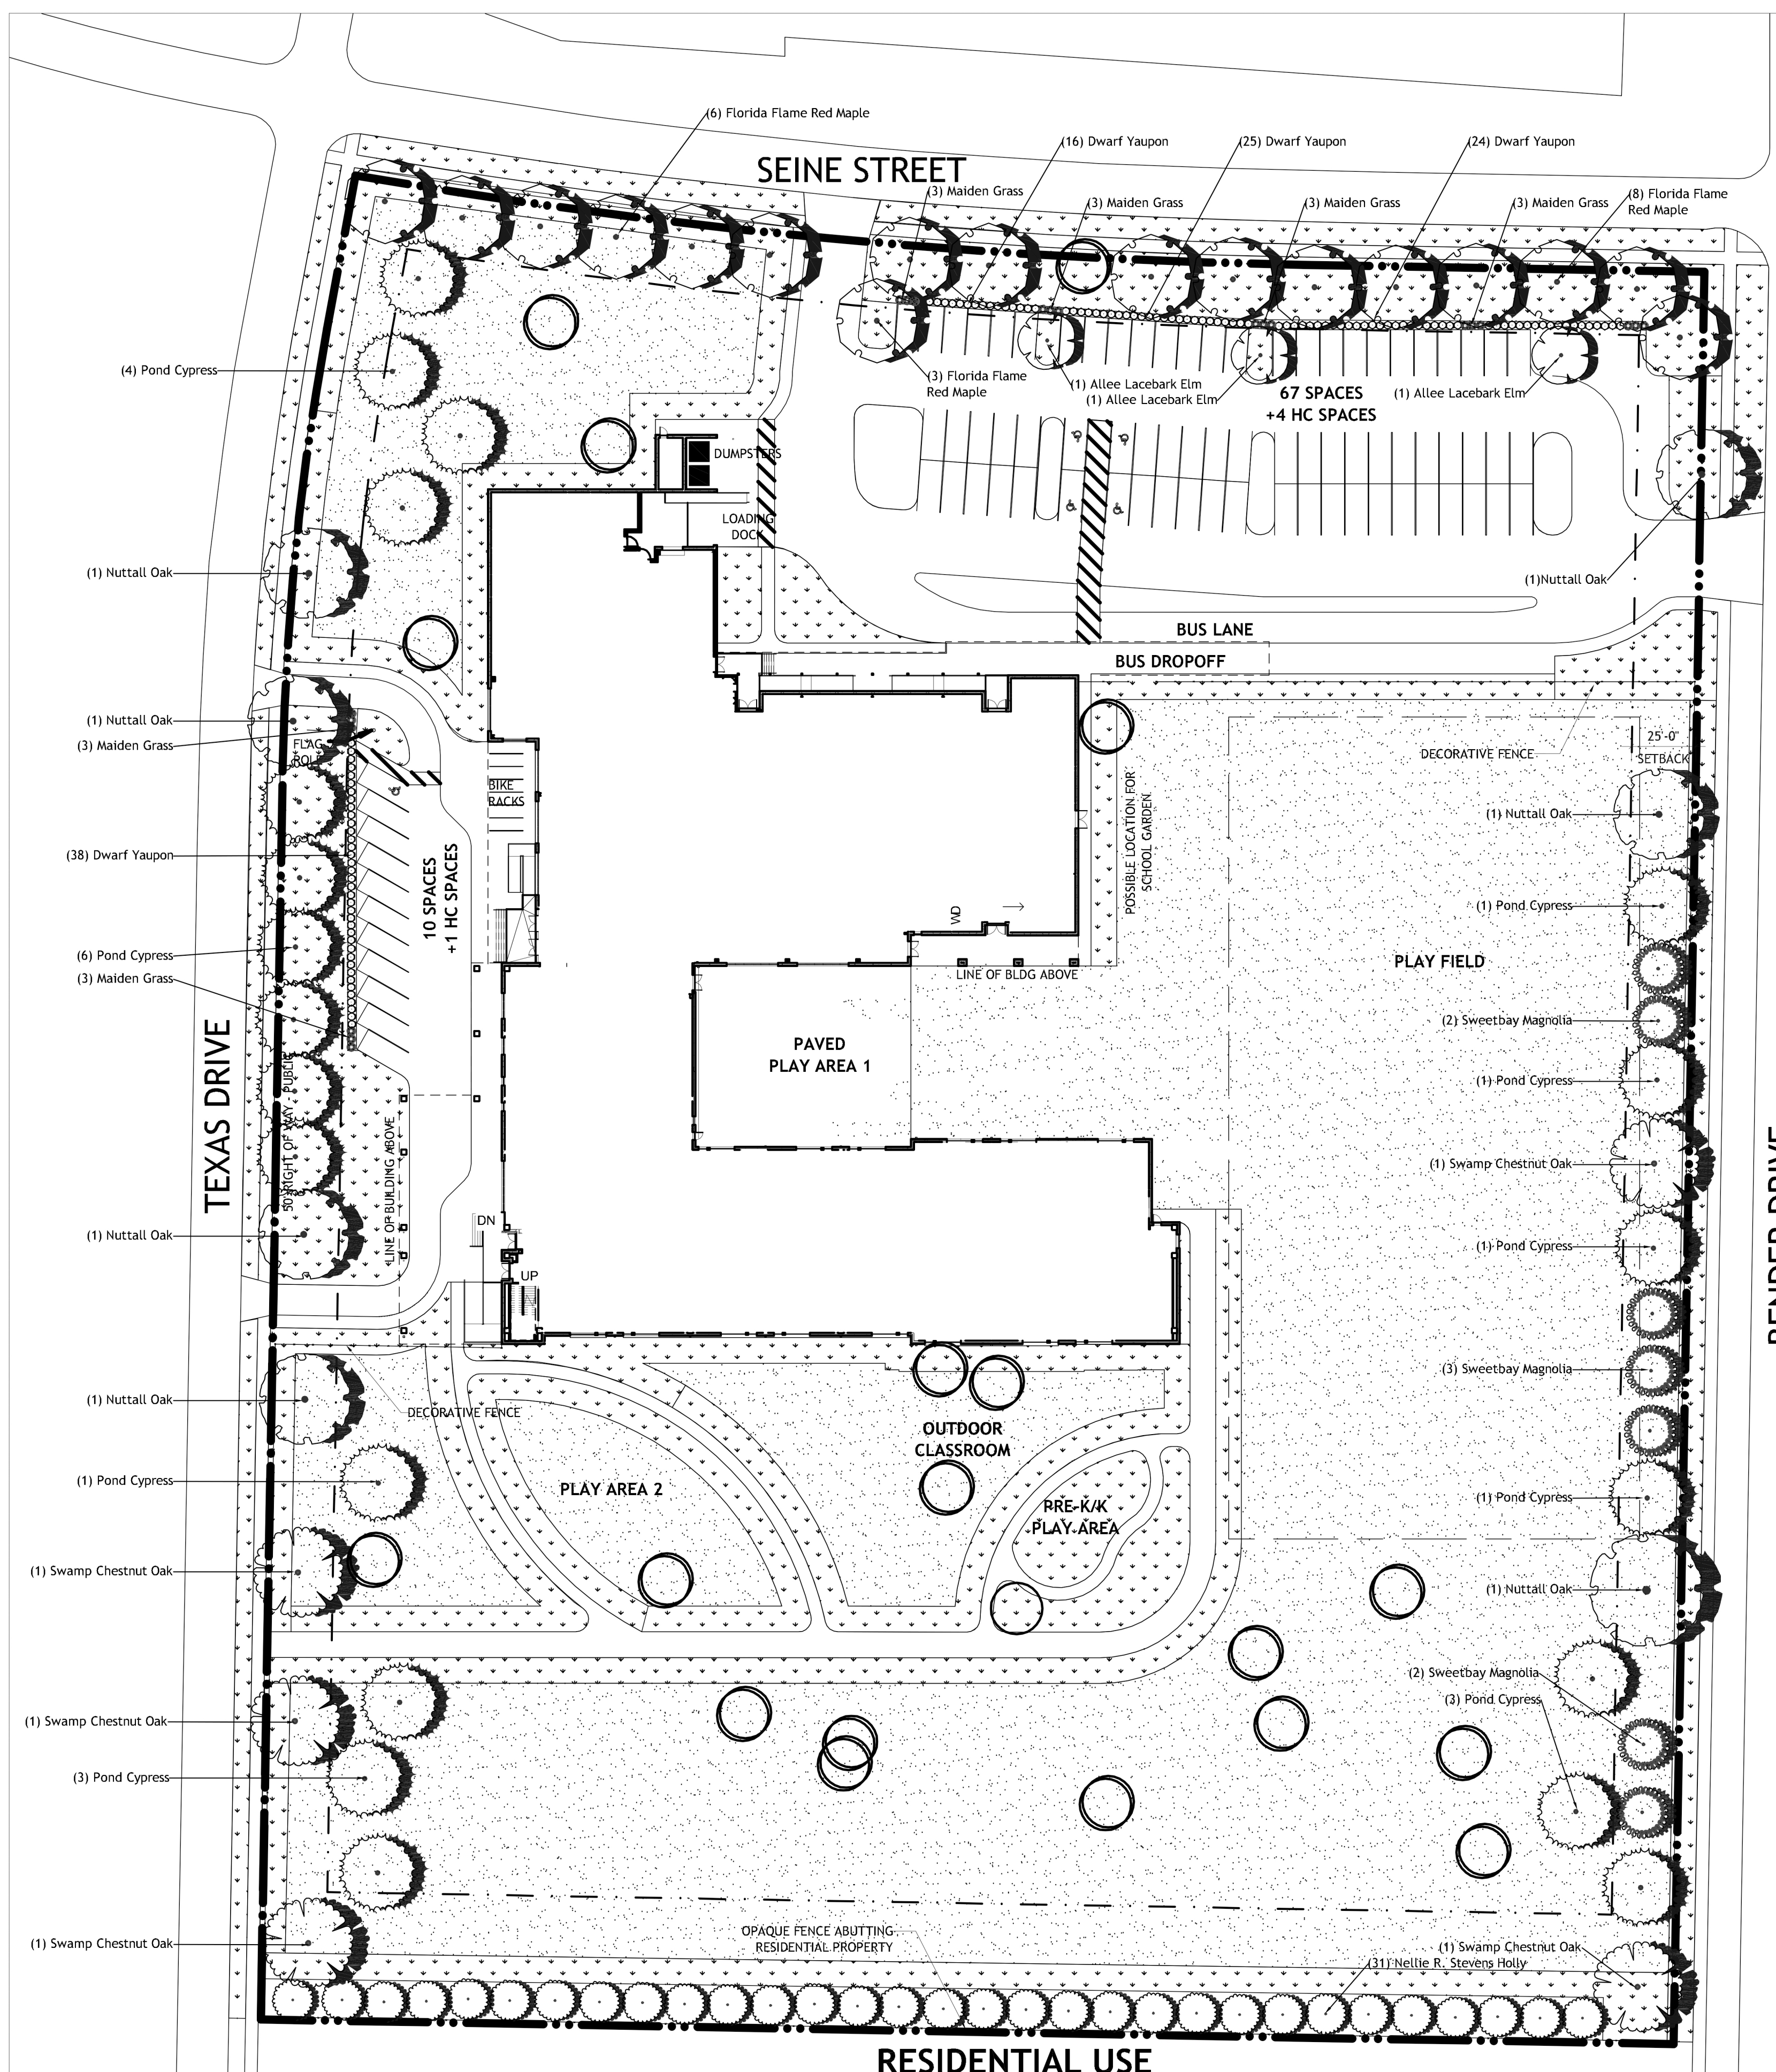 (6) Florida Flame Red Maple
SEINE STREET
(16) Dwarf Yaupon
(25) Dwarf Yaupon
(24) Dwarf Yaupon
(3) Maiden Grass
(3) Maiden Grass
(3) Maiden Grass
(3) Maiden Grass
(8) Florida Flame
Red Maple
(4) Pond Cypress
(3) Florida Flame
Red Maple
(1) Allee Lacebark Elm
(1) Allee Lacebark Elm
(1) Allee Lacebark Elm
67 SPACES
+4 HC SPACES
DUMPSTERS
LOADING
DOCK
(1) Nuttall Oak
(1)Nuttall Oak
BUS LANE
BUS DROPOFF
(1) Nuttall Oak
(3) Maiden Grass
FLAG
POLE
BIKE
RACKS
DECORATIVE FENCE
25'-0"
SETBACK
(1) Nuttall Oak
POSSIBLE LOCATION FOR
SCHOOL GARDEN
(38) Dwarf Yaupon
10 SPACES
+1 HC SPACES
(1) Pond Cypress
WD
(6) Pond Cypress
(3) Maiden Grass
LINE OF BLDG ABOVE
PLAY FIELD
(2) Sweetbay Magnolia
PAVED
PLAY AREA 1
(1) Pond Cypress
TEXAS DRIVE
50' RIGHT OF WAY - PUBLIC
LINE OF BUILDING ABOVE
(1) Swamp Chestnut Oak
BENDER DRIVE
DN
(1) Nuttall Oak
(1) Pond Cypress
UP
(3) Sweetbay Magnolia
(1) Nuttall Oak
DECORATIVE FENCE
OUTDOOR
CLASSROOM
(1) Pond Cypress
PLAY AREA 2
(1) Pond Cypress
PRE-K/K
PLAY AREA
(1) Swamp Chestnut Oak
(1) Nuttall Oak
(2) Sweetbay Magnolia
(3) Pond Cypress
(1) Swamp Chestnut Oak
(3) Pond Cypress
OPAQUE FENCE ABUTTING
RESIDENTIAL PROPERTY
(1) Swamp Chestnut Oak
(1) Swamp Chestnut Oak
(31) Nellie R. Stevens Holly
RESIDENTIAL USE